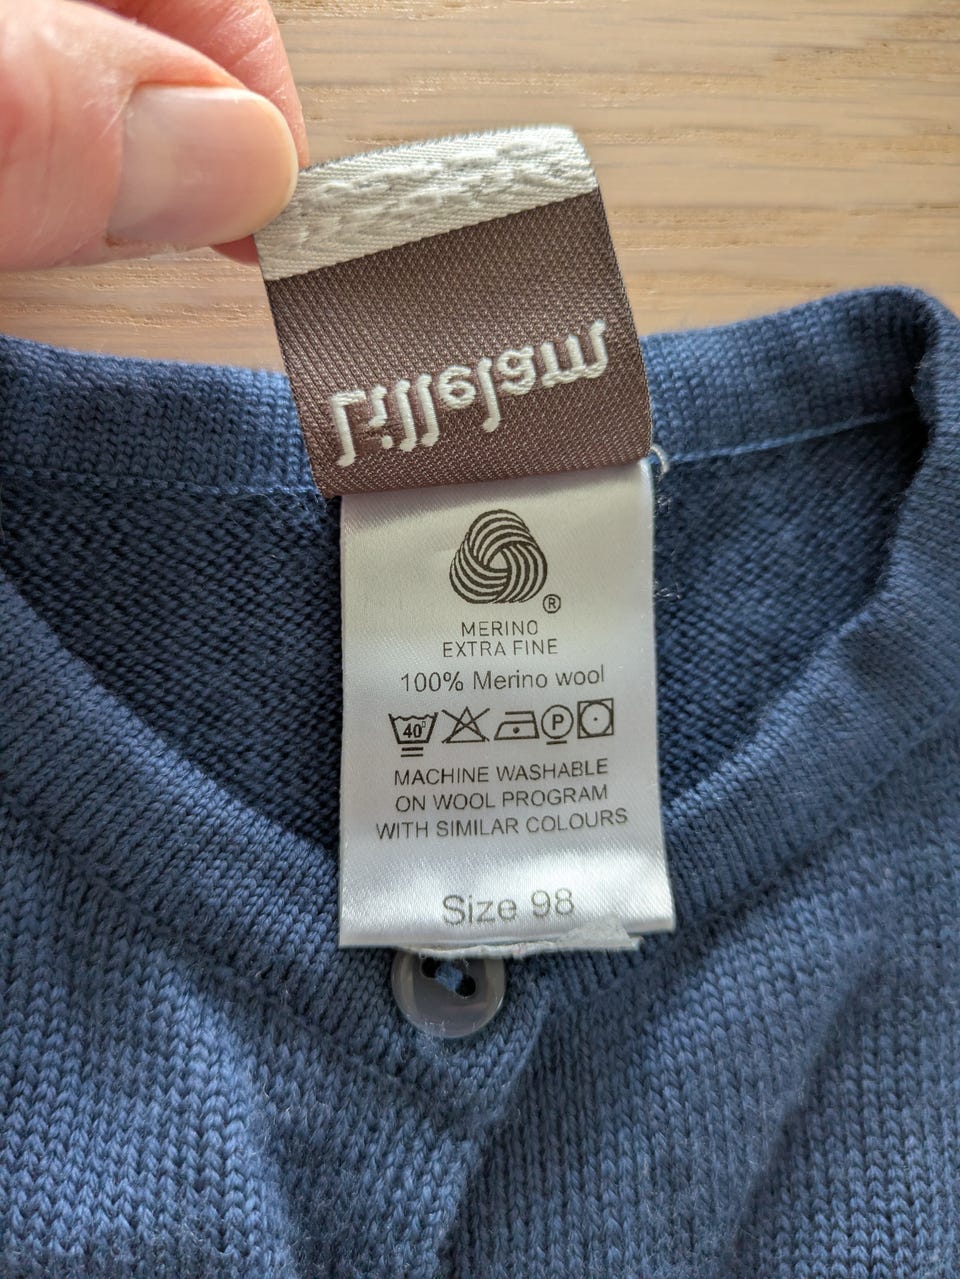 Lillelam
®
MERINO
EXTRA FINE
100% Merino wool
40° P
MACHINE WASHABLE
ON WOOL PROGRAM
WITH SIMILAR COLOURS
Size 98